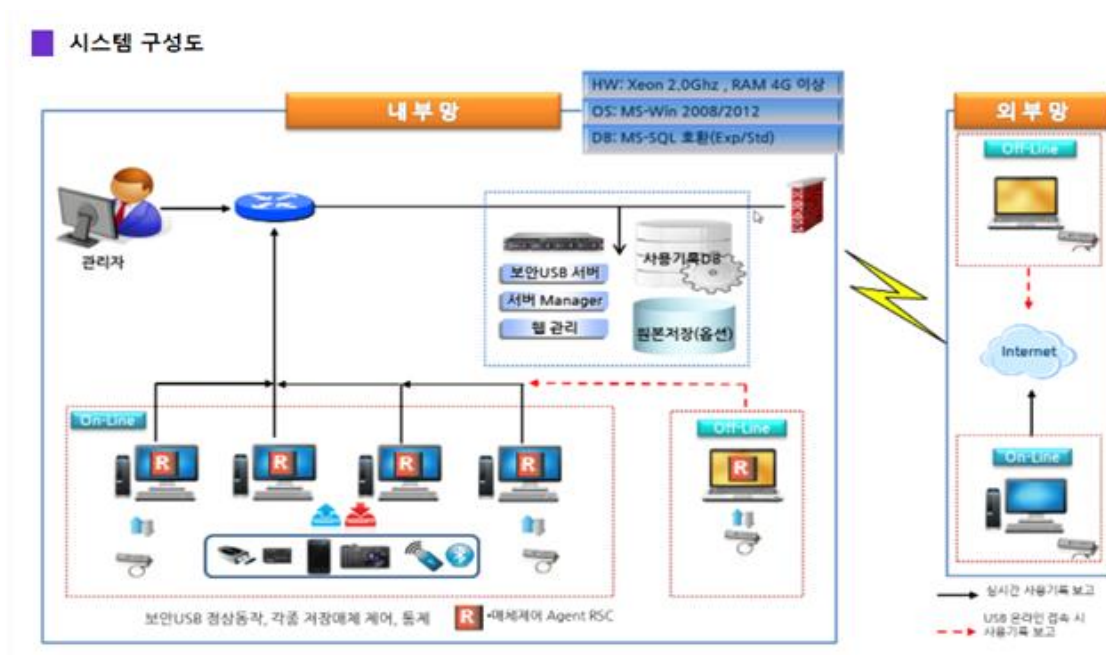 시스템 구성도
내부망
HW: Xeon 2.0Ghz , RAM 4G 이상
OS: MS-Win 2008/2012
DB: MS-SQL 호환(Exp/Std)
외부망
Off-Line
관리자
보안USB 서버
서버 Manager
웹 관리
사용기록DB
원본저장(옵션)
Internet
On-Line
R
R
R
R
Off-Line
R
On-Line
보안USB 정상동작, 각종 저장매체 제어, 통제
R
=매체제어 Agent RSC
실시간 사용기록 보고
USB 온라인 접속 시
사용기록 보고